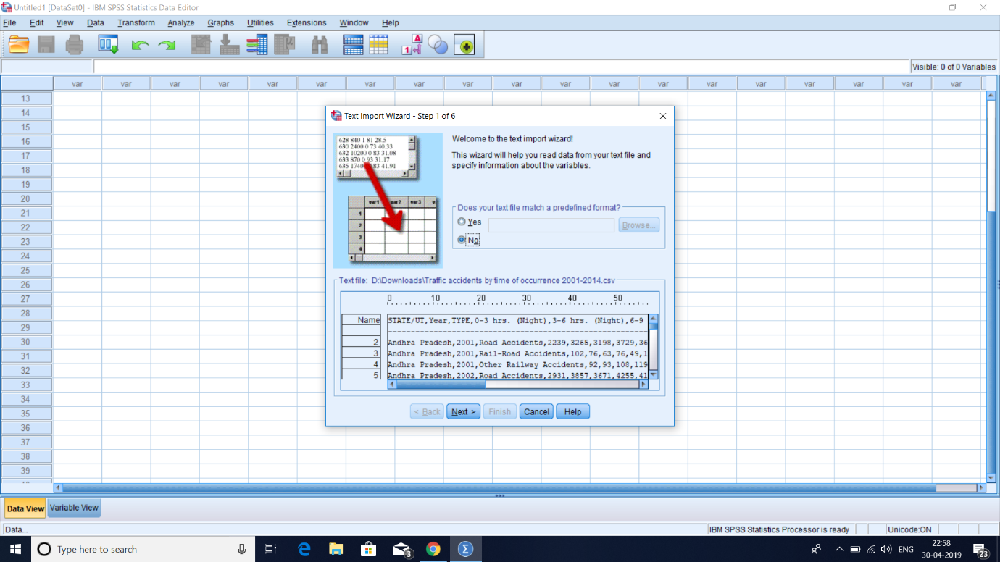 Untitled1 [DataSet0] - IBM SPSS Statistics Data Editor
File Edit View Data Transform Analyze Graphs Utilities Extensions Window Help
A
1
Visible: 0 of 0 Variables
var var var var var var var var var var var var var var var var var var var
13
14
15
16
17
18
19
20
21
22
23
24
25
26
27
28
29
30
31
32
33
34
35
36
37
38
39
Text Import Wizard - Step 1 of 6
628 840 1 81 28.5
630 2400 0 73 40.33
632 10200 0 83 31.08
633 870 0 93 31.17
635 1740 83 41.91
var1 var2 var3 v
1
2
3
4
Welcome to the text import wizard!
This wizard will help you read data from your text file and
specify information about the variables.
Does your text file match a predefined format?
Yes
Browse...
No
Text file: D:\Downloads\Traffic accidents by time of occurrence 2001-2014.csv
0 10 20 30 40 50
Name STATE/UT,Year,TYPE,0-3 hrs. (Night),3-6 hrs. (Night),6-9
2 Andhra Pradesh,2001,Road Accidents,2239,3265,3198,3729,36
3 Andhra Pradesh,2001,Rail-Road Accidents,102,76,63,76,49,1
4 Andhra Pradesh,2001,Other Railway Accidents,92,93,108,119
5 Andhra Pradesh,2002,Road Accidents,2931,3857,3671,4255,41
< Back Next > Finish Cancel Help
Data View Variable View
Data... IBM SPSS Statistics Processor is ready Unicode:ON
Type here to search
3
ENG
22:58
30-04-2019
23